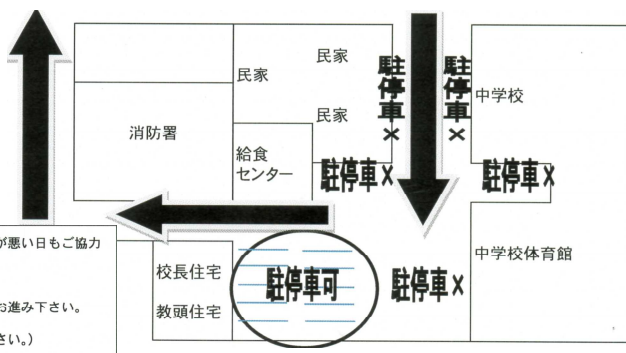 民家
民家
民家
駐停車×
駐停車×
中学校
消防署
給食
センター
駐停車×
駐停車×
が悪い日もご協力
お進み下さい。
さい。)
校長住宅
教頭住宅
駐停車可
駐停車×
中学校体育館